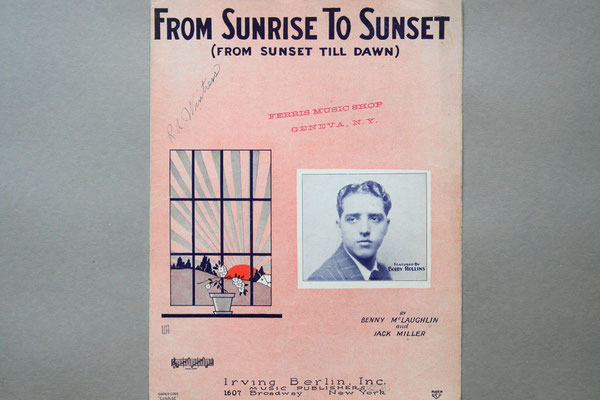 FROM SUNRISE TO SUNSET
(FROM SUNSET TILL DAWN)
FERRIS MUSIC SHOP
GENEVA, N.Y.
FEATURED BY
BOBBY ROLLINS
BY
BENNY McLAUGHLIN
and
JACK MILLER
Irving Berlin, Inc.
MUSIC PUBLISHERS
1607 Broadway New York